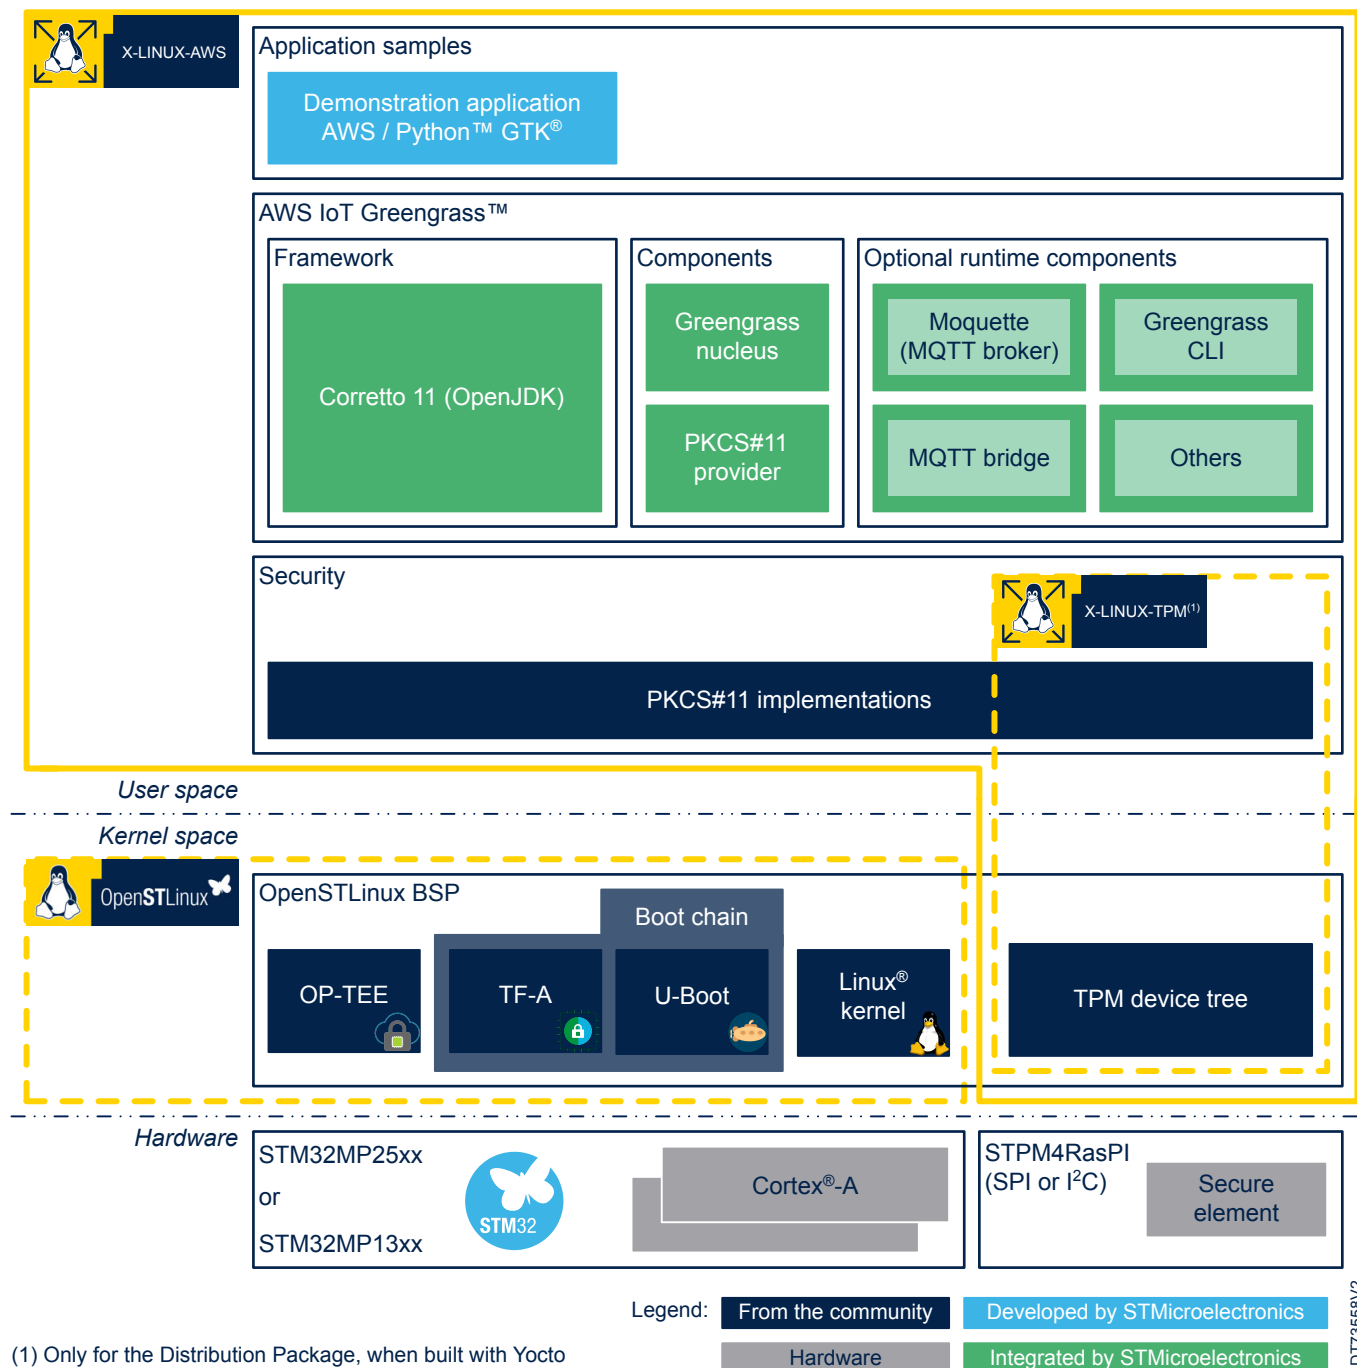 X-LINUX-AWS
Application samples
Demonstration application
AWS / Python™ GTK®
AWS IoT Greengrass™
Framework
Components
Optional runtime components
Corretto 11 (OpenJDK)
Greengrass
nucleus
PKCS#11
provider
Moquette
(MQTT broker)
Greengrass
CLI
MQTT bridge
Others
Security
X-LINUX-TPM(1)
PKCS#11 implementations
User space
Kernel space
OpenSTLinux
OpenSTLinux BSP
Boot chain
OP-TEE
TF-A
U-Boot
Linux®
kernel
TPM device tree
Hardware
STM32MP25xx
or
STM32MP13xx
STM32
Cortex®-A
STPM4RasPI
(SPI or I²C)
Secure
element
Legend:
From the community
Developed by STMicroelectronics
Hardware
Integrated by STMicroelectronics
(1) Only for the Distribution Package, when built with Yocto
DT73558V2